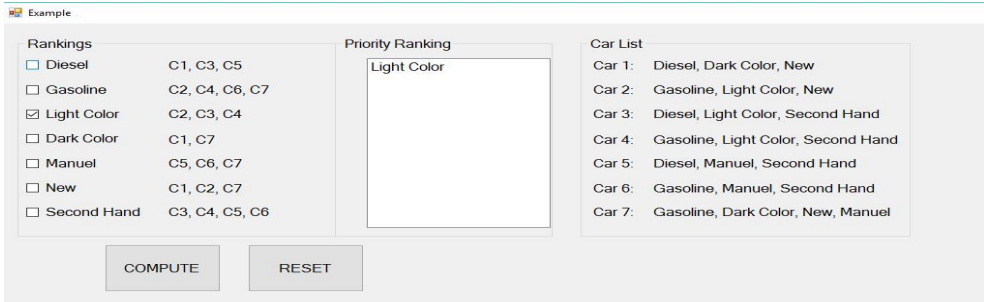 Example
Rankings
Diesel C1, C3, C5
Gasoline C2, C4, C6, C7
Light Color C2, C3, C4
Dark Color C1, C7
Manuel C5, C6, C7
New C1, C2, C7
Second Hand C3, C4, C5, C6
Priority Ranking
Light Color
Car List
Car 1: Diesel, Dark Color, New
Car 2: Gasoline, Light Color, New
Car 3: Diesel, Light Color, Second Hand
Car 4: Gasoline, Light Color, Second Hand
Car 5: Diesel, Manuel, Second Hand
Car 6: Gasoline, Manuel, Second Hand
Car 7: Gasoline, Dark Color, New, Manuel
COMPUTE RESET